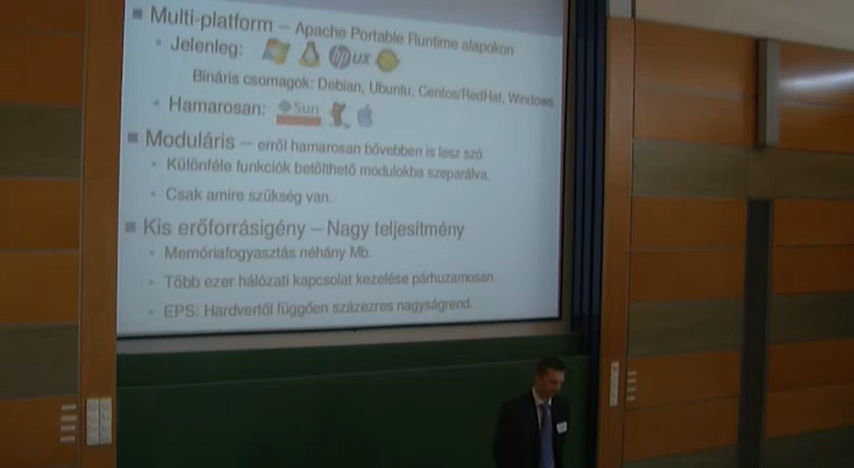 Multi-platform – Apache Portable Runtime alapokon
Jelenleg: hp UX
Bináris csomagok: Debian, Ubuntu, Centos/RedHat, Windows
Hamarosan: Sun
Moduláris – erről hamarosan bővebben is lesz szó
Különféle funkciók betölthető modulokba szeparálva.
Csak amire szükség van.
Kis erőforrásigény – Nagy teljesítmény
Memóriafogyasztás néhány Mb.
Több ezer hálózati kapcsolat kezelése párhuzamosan.
EPS: Hardvertől függően százezres nagyságrend.